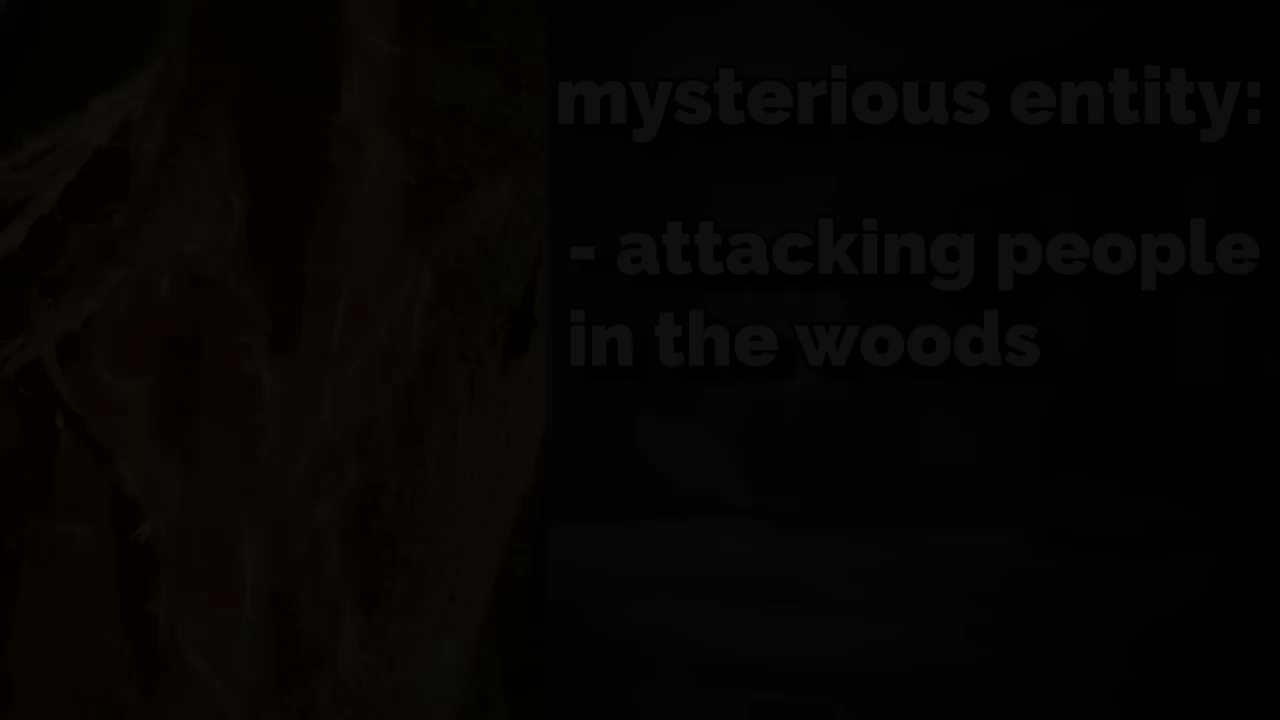 mysterious entity:
- attacking people
in the woods